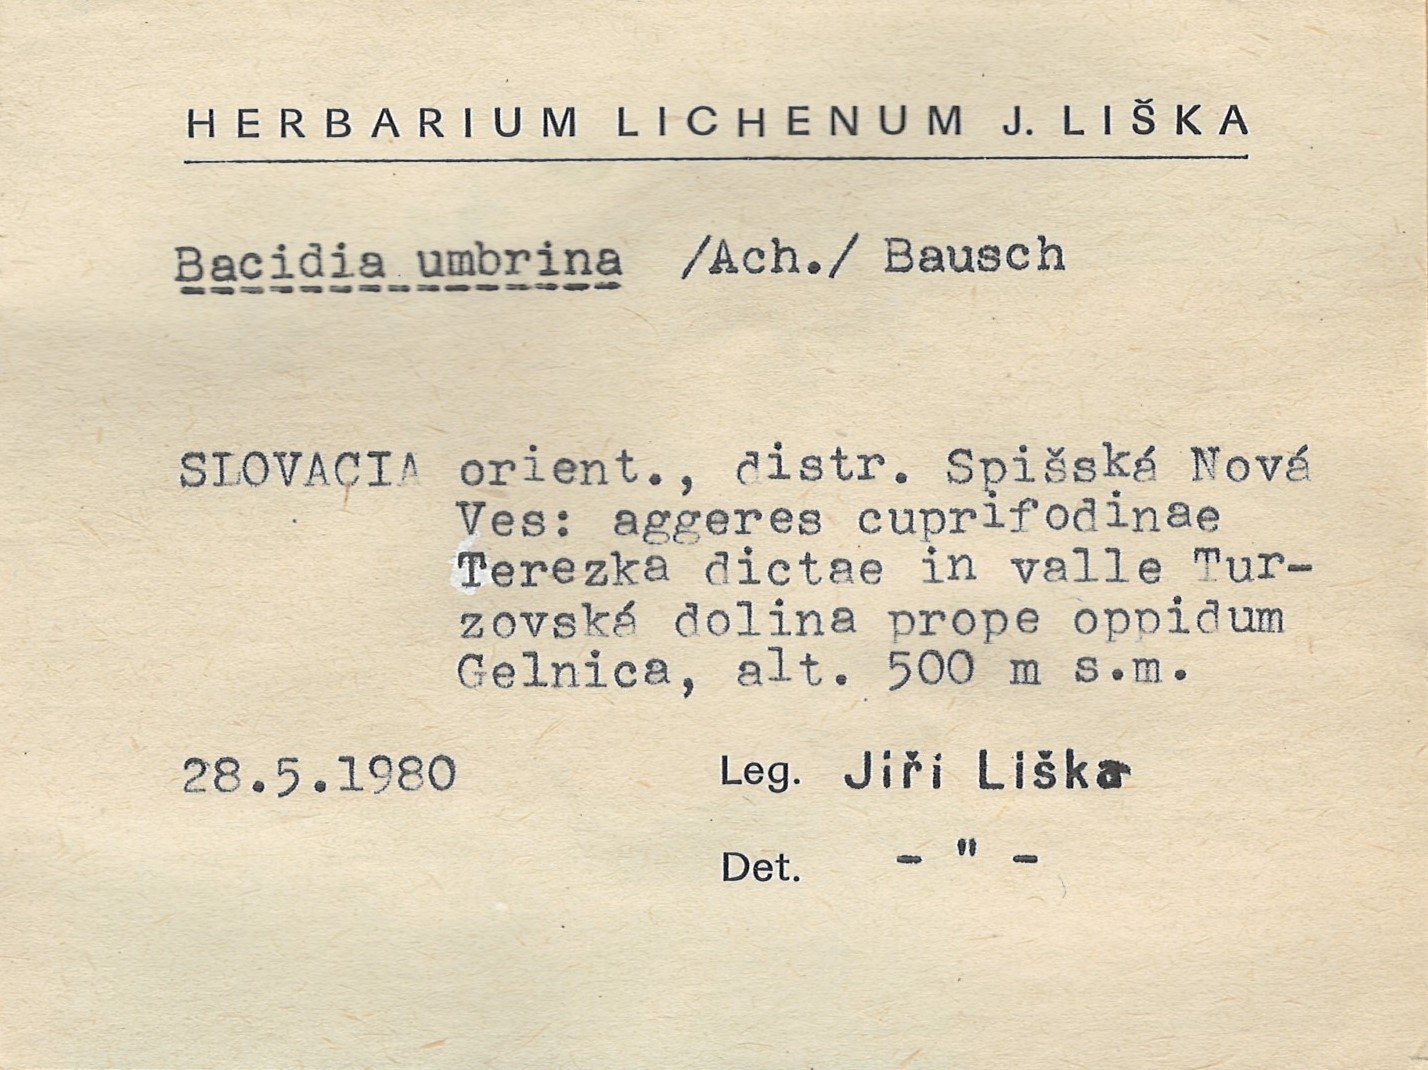 HERBARIUM LICHENUM J. LIŠKA
Bacidia umbrina /Ach./ Bausch
SLOVACIA orient., distr. Spišská Nová
Ves: aggeres cuprifodinae
Terezka dictae in valle Tur-
zovská dolina prope oppidum
Gelnica, alt. 500 m s.m.
28.5.1980 Leg. Jiří Liška
Det. - " -